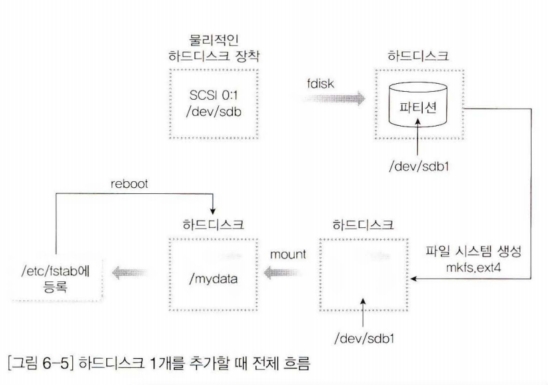 물리적인
하드디스크 장착
하드디스크
SCSI 0:1
/dev/sdb
fdisk
파티션
/dev/sdb1
reboot
하드디스크
하드디스크
파일 시스템 생성
mkfs,ext4
/etc/fstab에
등록
/mydata
mount
/dev/sdb1
[그림 6-5] 하드디스크 1개를 추가할 때 전체 흐름